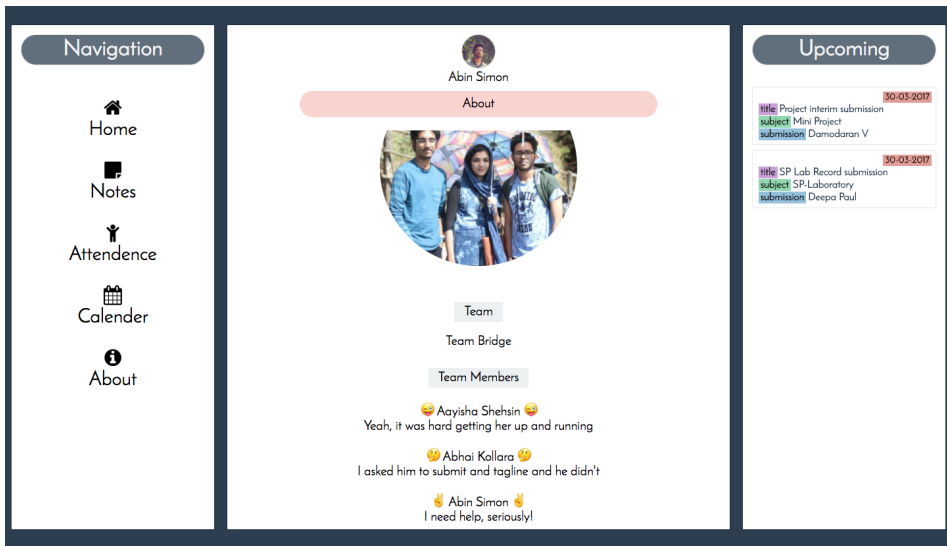 Navigation
Home
Notes
Attendence
Calender
About
Abin Simon
About
Team
Team Bridge
Team Members
😜 Aayisha Shehsin 😜
Yeah, it was hard getting her up and running
🤔 Abhai Kollara 🤔
I asked him to submit and tagline and he didn't
✌ Abin Simon ✌
I need help, seriously!
Upcoming
30-03-2017
title Project interim submission
subject Mini Project
submission Damodaran V
30-03-2017
title SP Lab Record submission
subject SP-Laboratory
submission Deepa Paul